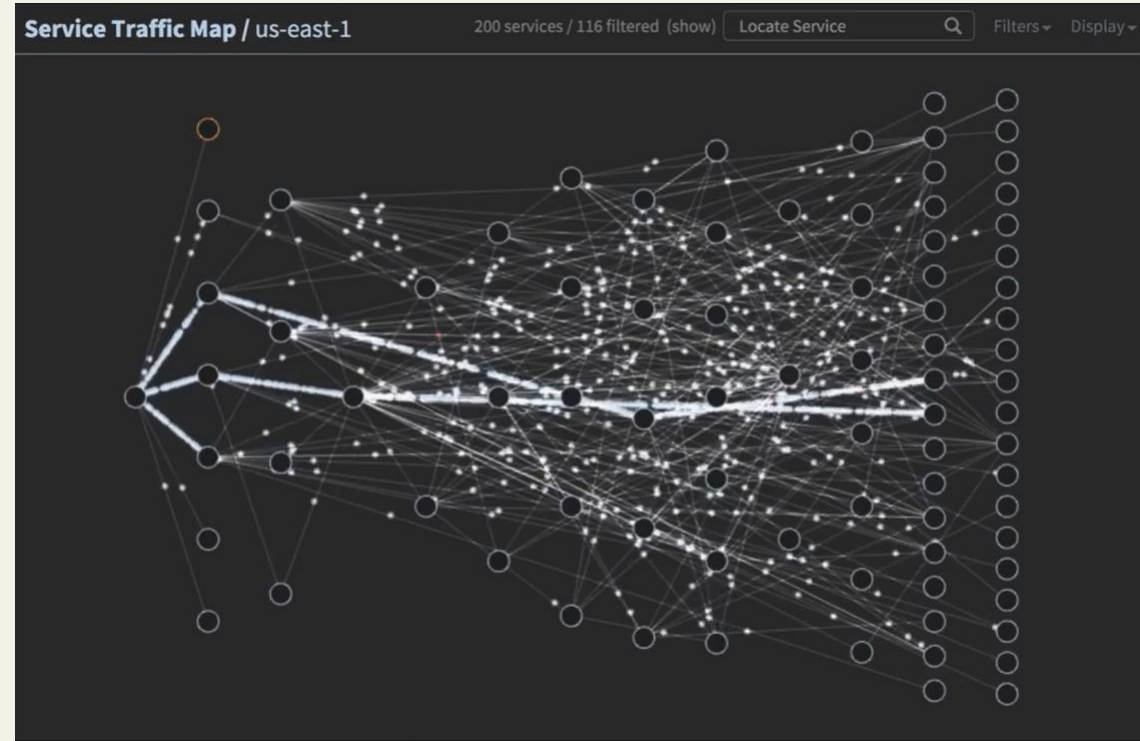 Service Traffic Map / us-east-1
200 services / 116 filtered (show)
Locate Service
Filters
Display